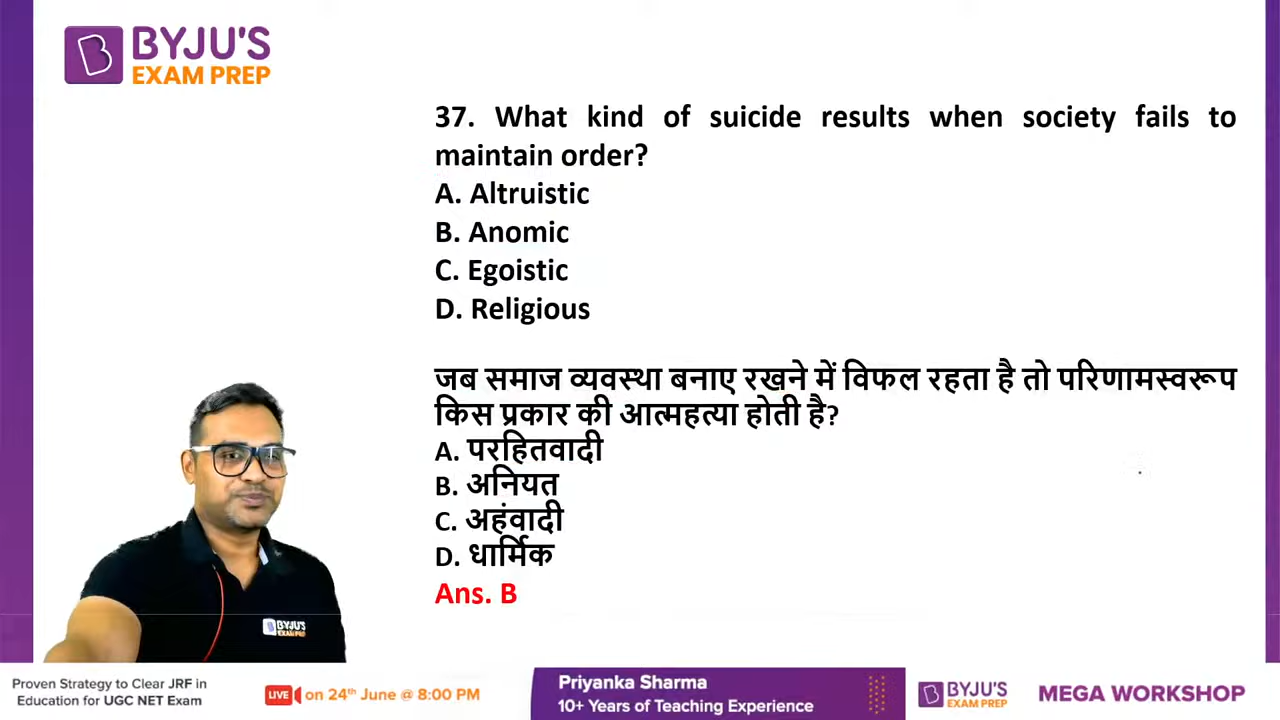 BYJU'S
EXAM PREP
37. What kind of suicide results when society fails to
maintain order?
A. Altruistic
B. Anomic
C. Egoistic
D. Religious
जब समाज व्यवस्था बनाए रखने में विफल रहता है तो परिणामस्वरूप
किस प्रकार की आत्महत्या होती है?
A. परहितवादी
B. अनियत
C. अहंवादी
D. धार्मिक
Ans. B
BYJU'S
EXAM PREP
Proven Strategy to Clear JRF in
Education for UGC NET Exam
LIVE on 24th June @ 8:00 PM
Priyanka Sharma
10+ Years of Teaching Experience
BYJU'S
EXAM PREP
MEGA WORKSHOP